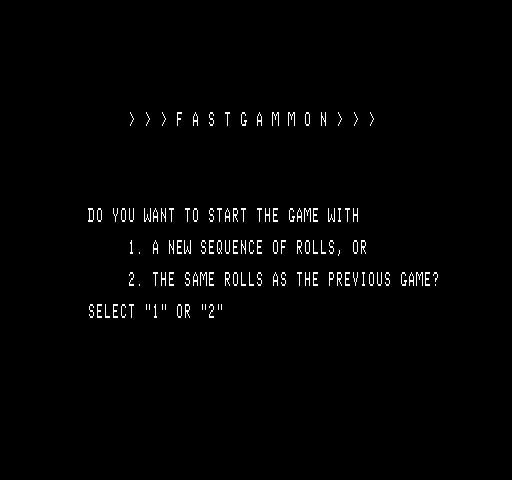 > > > F A S T G A M M O N > > >
DO YOU WANT TO START THE GAME WITH
1. A NEW SEQUENCE OF ROLLS, OR
2. THE SAME ROLLS AS THE PREVIOUS GAME?
SELECT "1" OR "2"